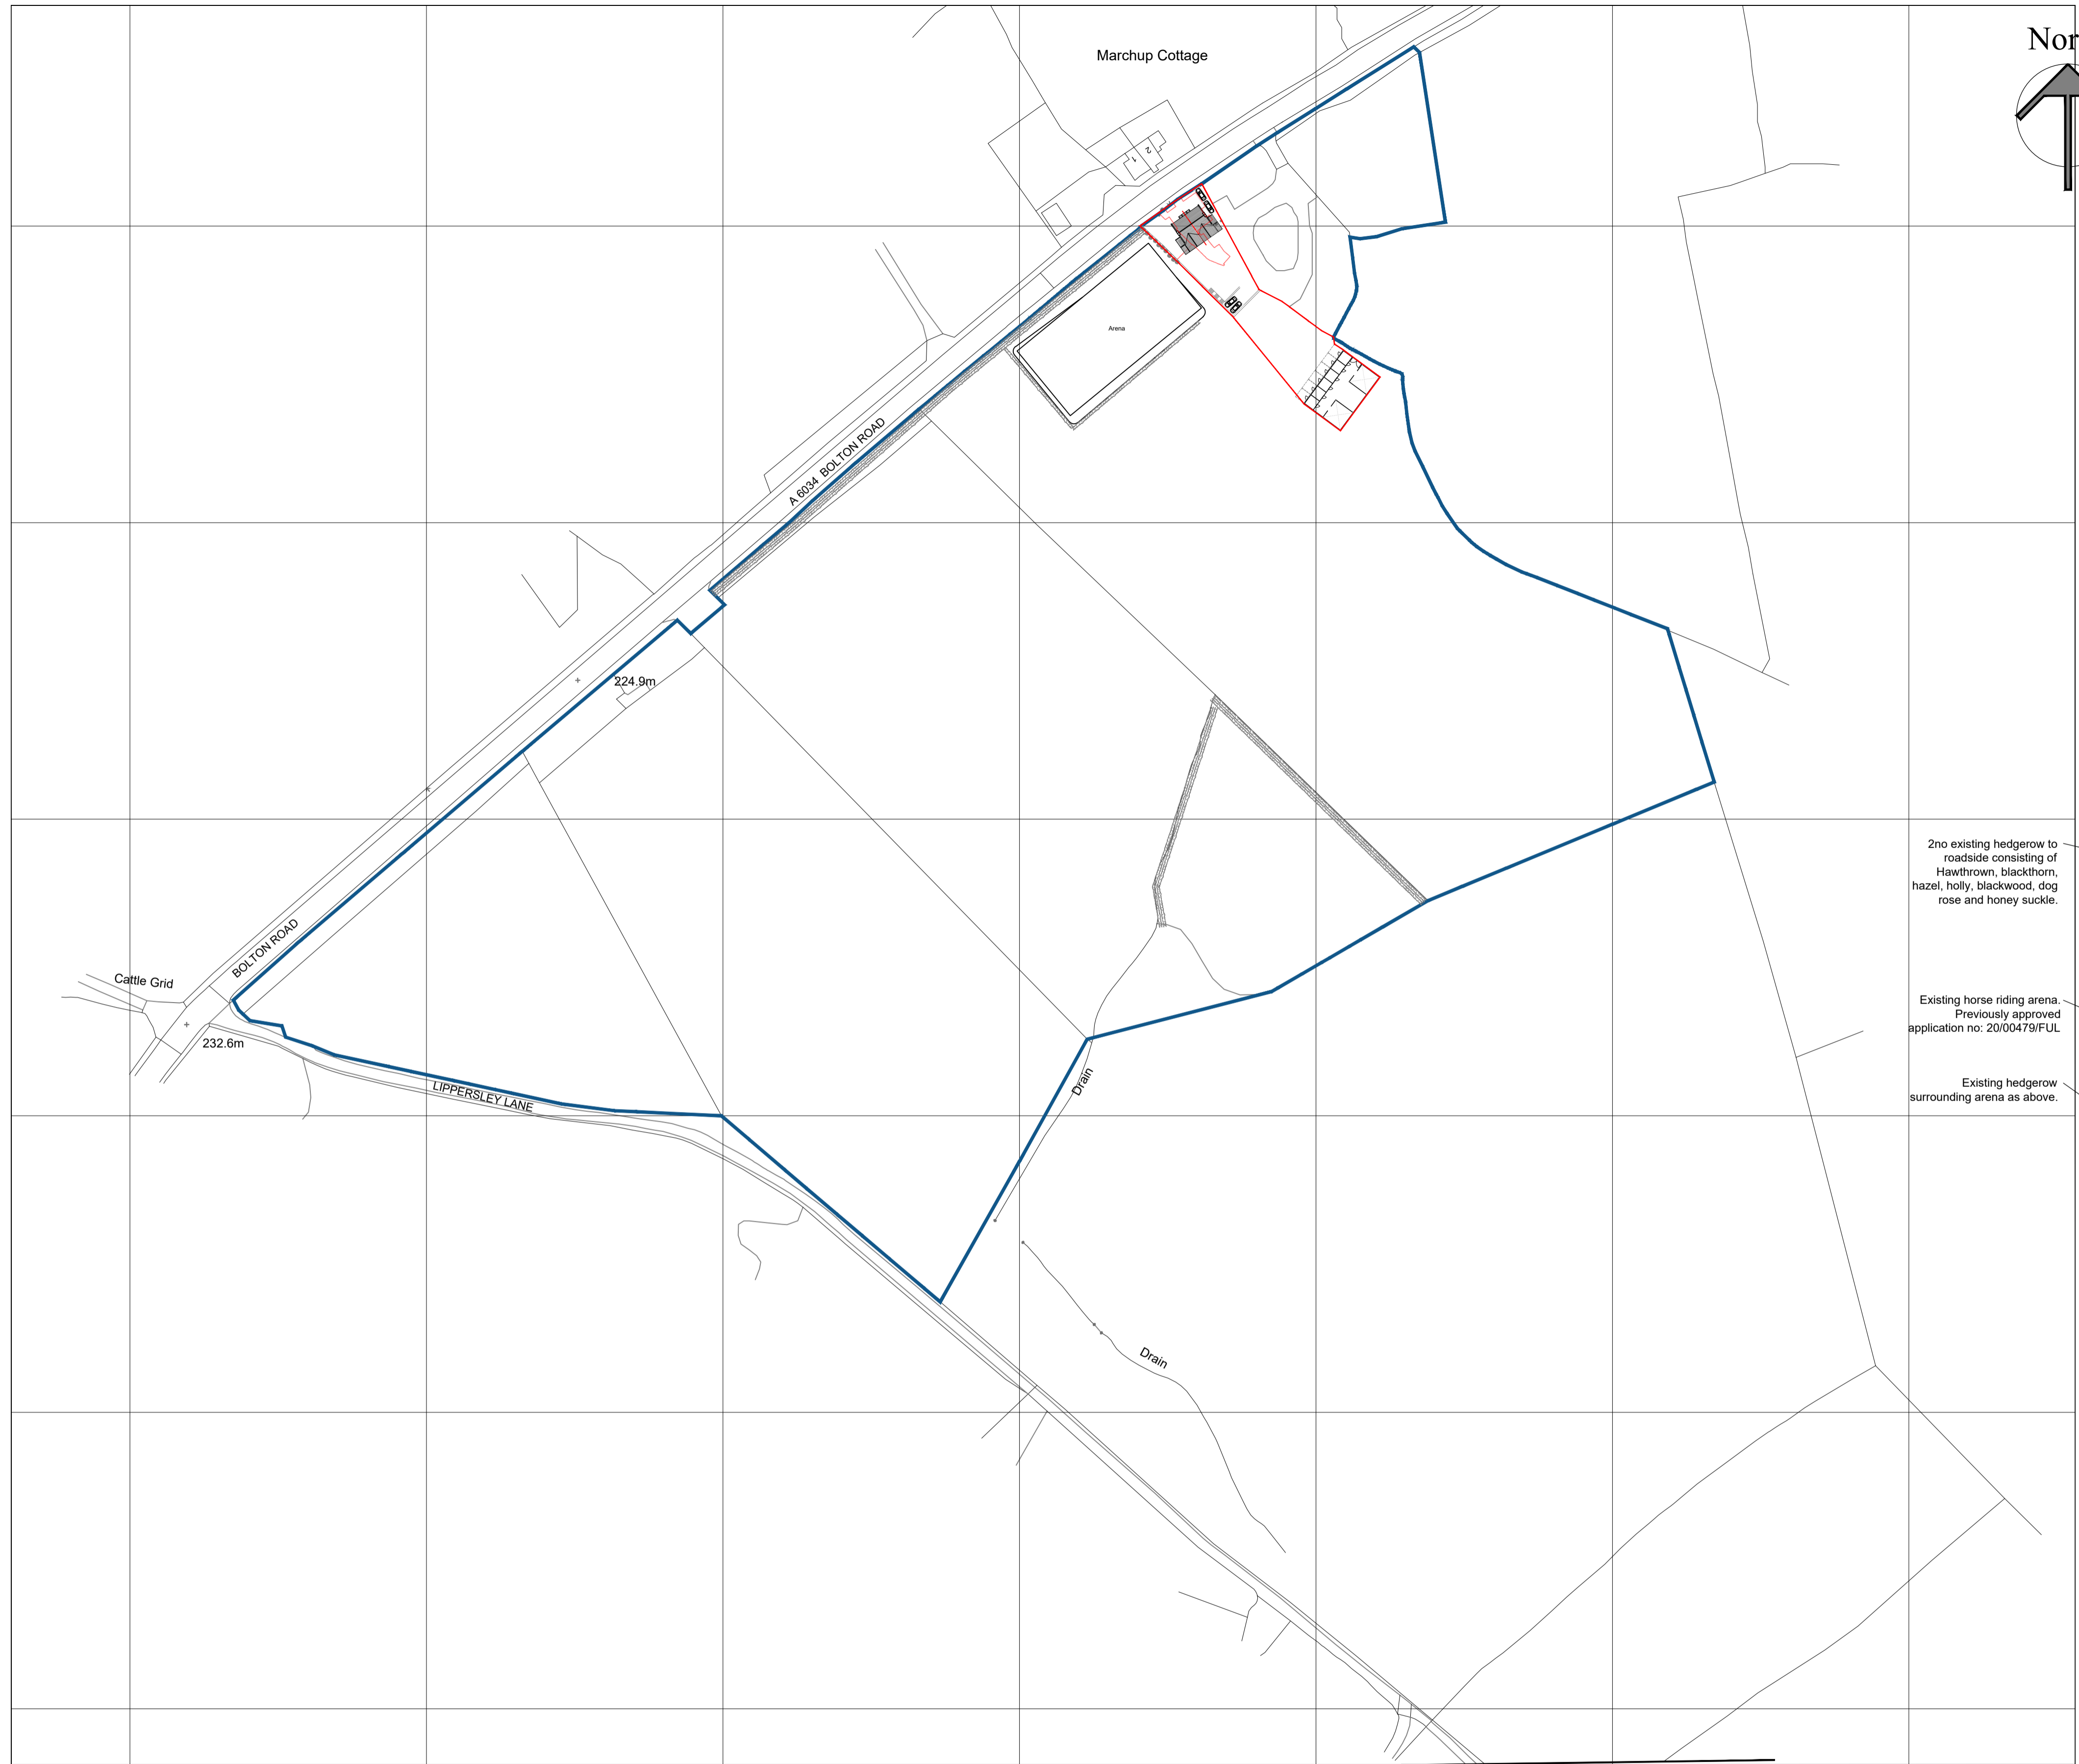 Marchup Cottage
Nor
1
2
Arena
A 6034 BOLTON ROAD
224.9m
2no existing hedgerow to
roadside consisting of
Hawthrown, blackthorn,
hazel, holly, blackwood, dog
rose and honey suckle.
BOLTON ROAD
Cattle Grid
232.6m
Existing horse riding arena.
Previously approved
application no: 20/00479/FUL
LIPPERSLEY LANE
Drain
Existing hedgerow
surrounding arena as above.
Drain